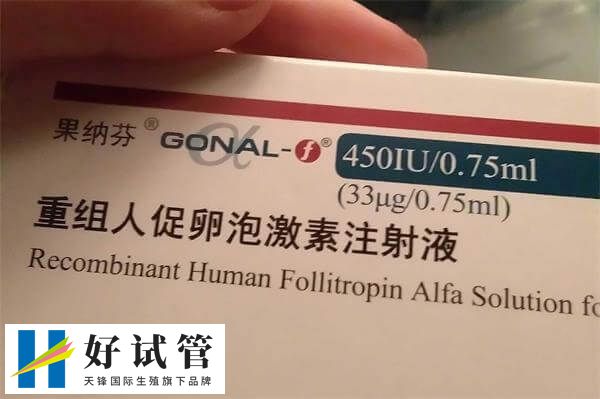 果纳芬® GONAL-f® 450IU/0.75ml
(33μg/0.75ml)
重组人促卵泡激素注射液
Recombinant Human Follitropin Alfa Solution
好试管
天锋国际生殖旗下品牌